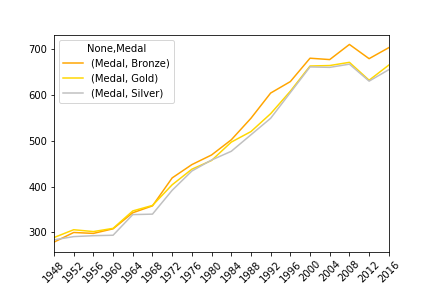 700
600
500
400
300
None,Medal
(Medal, Bronze)
(Medal, Gold)
(Medal, Silver)
1948 1952 1956 1960 1964 1968 1972 1976 1980 1984 1988 1992 1996 2000 2004 2008 2012 2016